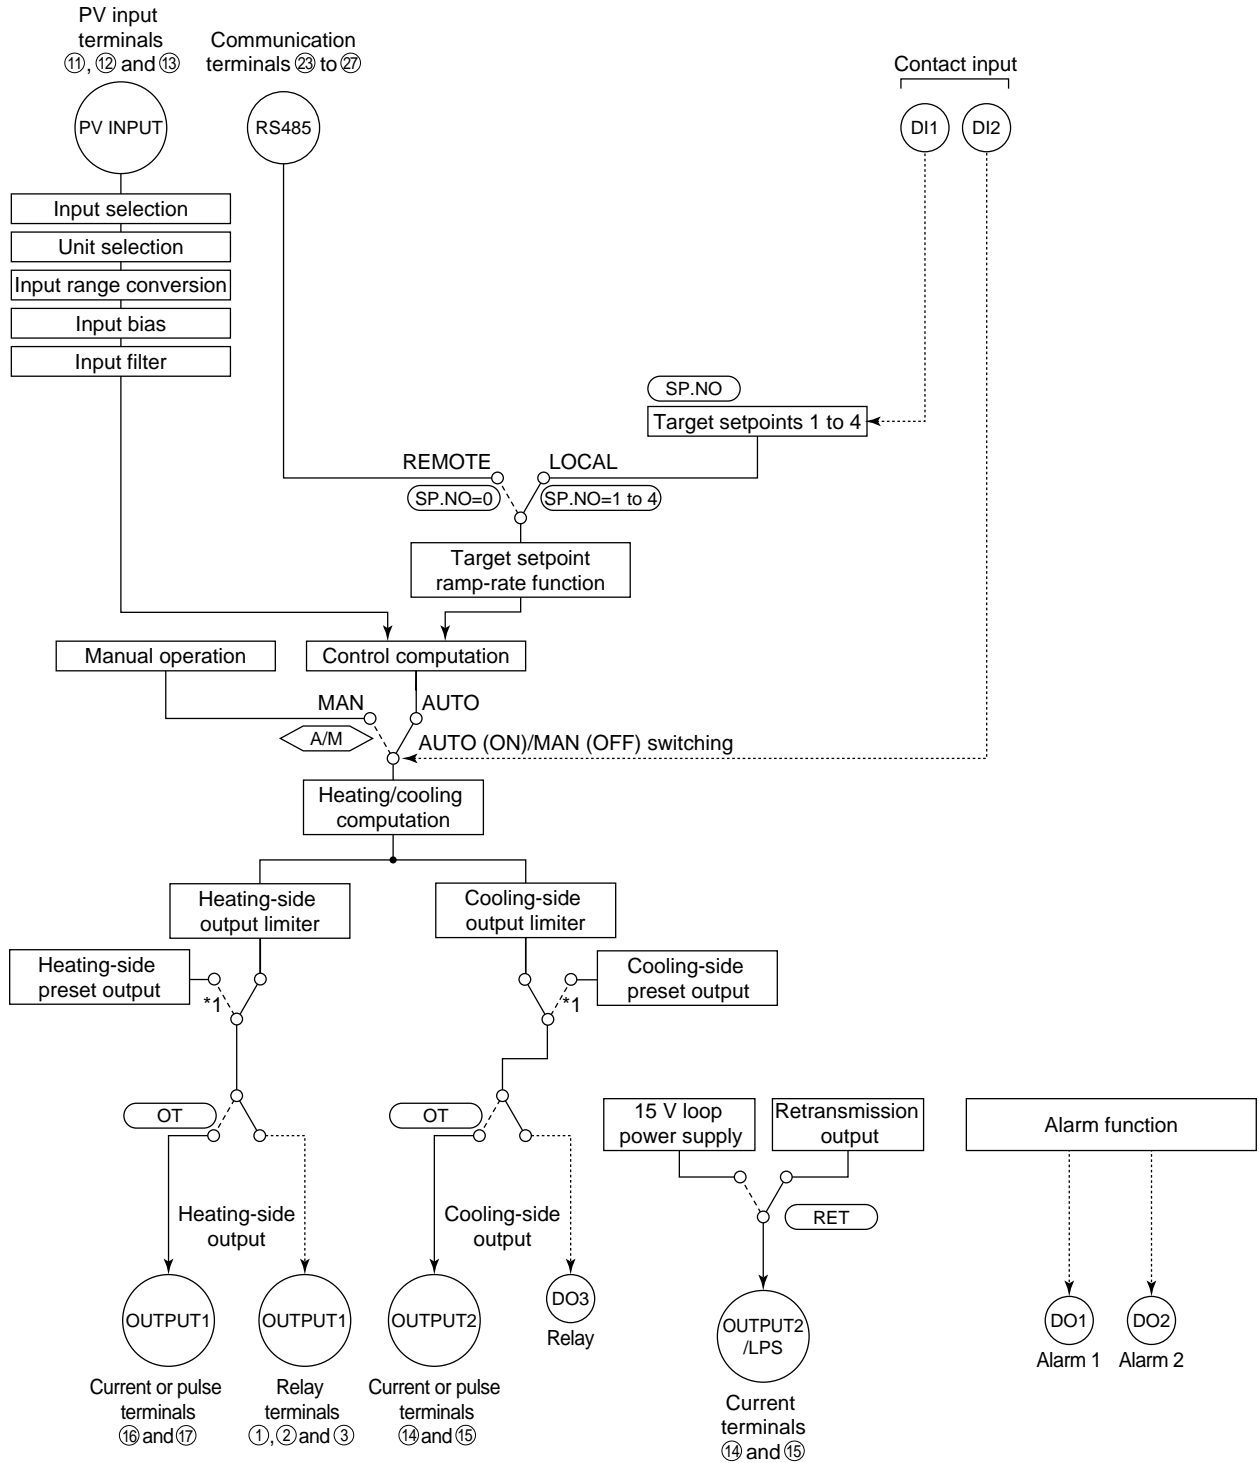 PV input
terminals
⑪, ⑫ and ⑬
Communication
terminals ㉓ to ㉗
Contact input
PV INPUT
RS485
DI1
DI2
Input selection
Unit selection
Input range conversion
Input bias
Input filter
SP.NO
Target setpoints 1 to 4
REMOTE
LOCAL
SP.NO=0
SP.NO=1 to 4
Target setpoint
ramp-rate function
Manual operation
Control computation
MAN
AUTO
A/M
AUTO (ON)/MAN (OFF) switching
Heating/cooling
computation
Heating-side
output limiter
Cooling-side
output limiter
Heating-side
preset output
*1
*1
Cooling-side
preset output
OT
OT
15 V loop
power supply
Retransmission
output
Alarm function
Heating-side
output
Cooling-side
output
RET
OUTPUT1
OUTPUT1
OUTPUT2
DO3
Relay
OUTPUT2
/LPS
DO1
DO2
Alarm 1
Alarm 2
Current or pulse
terminals
⑯ and ⑰
Relay
terminals
①, ② and ③
Current or pulse
terminals
⑭ and ⑮
Current
terminals
⑭ and ⑮